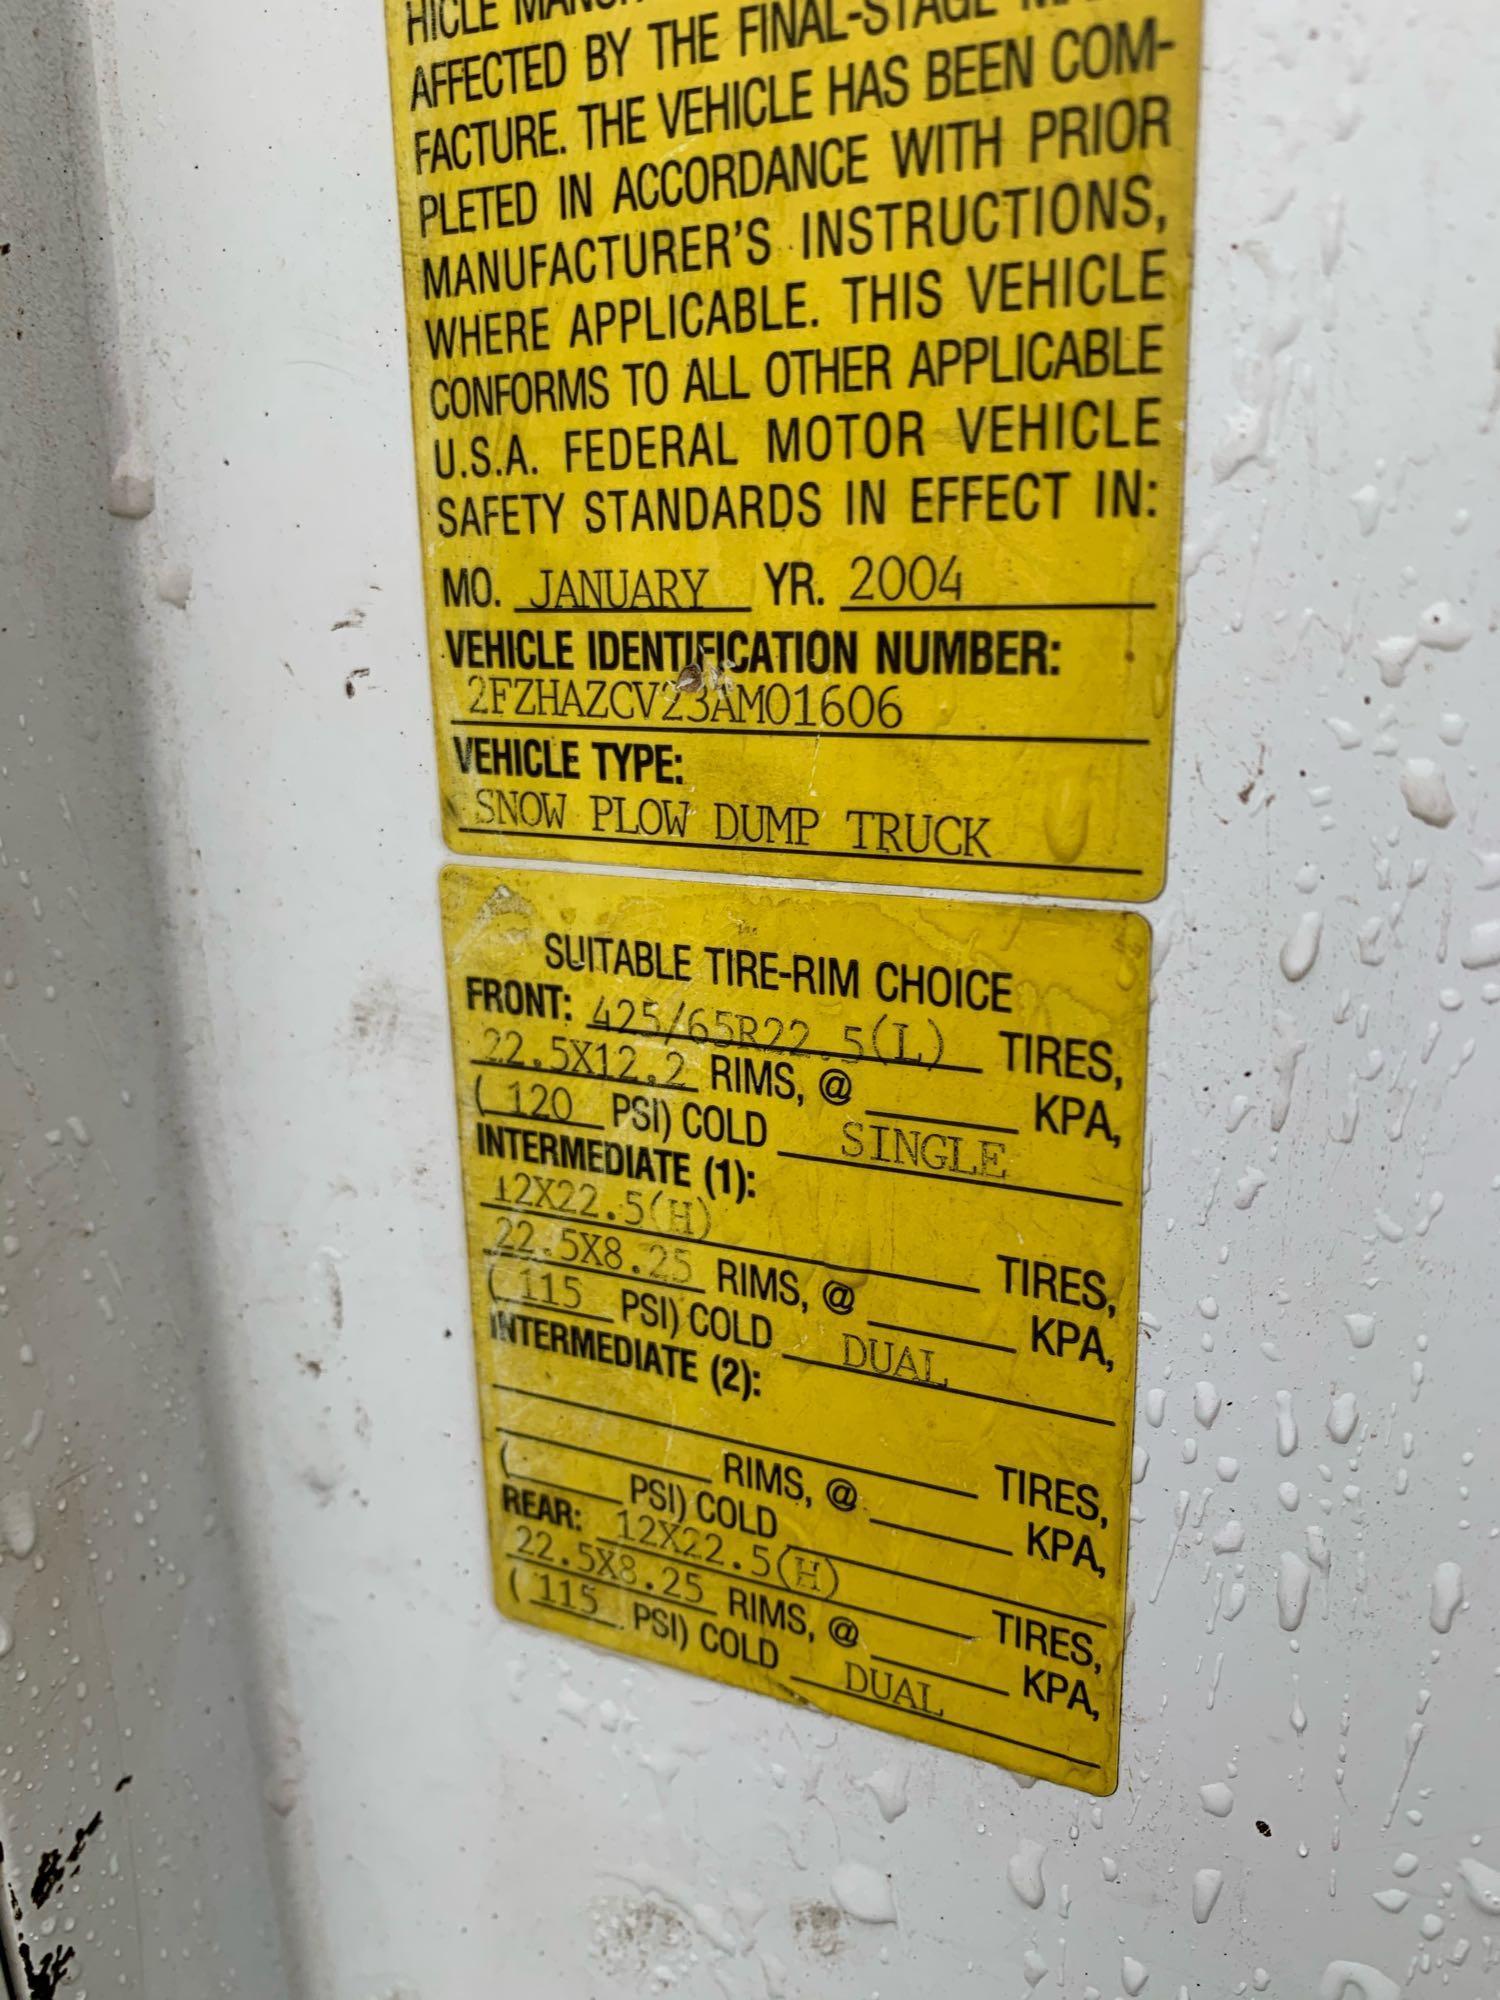 HICLE
AFFECTED BY THE FINAL-STAGE
FACTURE. THE VEHICLE HAS BEEN COM-
PLETED IN ACCORDANCE WITH PRIOR
MANUFACTURER'S INSTRUCTIONS,
WHERE APPLICABLE. THIS VEHICLE
CONFORMS TO ALL OTHER APPLICABLE
U.S.A. FEDERAL MOTOR VEHICLE
SAFETY STANDARDS IN EFFECT IN:
MO. JANUARY YR. 2004
VEHICLE IDENTIFICATION NUMBER:
2FZHAZCV23AM01606
VEHICLE TYPE:
SNOW PLOW DUMP TRUCK
SUITABLE TIRE-RIM CHOICE
FRONT: 425/65R22.5(L) TIRES,
22.5X12.2 RIMS, @ KPA,
(120 PSI) COLD SINGLE
INTERMEDIATE (1):
12X22.5(H) TIRES,
22.5X8.25 RIMS, @ KPA,
(115 PSI) COLD DUAL
INTERMEDIATE (2):
TIRES,
RIMS, @ KPA,
( PSI) COLD
REAR: 12X22.5(H) TIRES,
22.5X8.25 RIMS, @ KPA,
(115 PSI) COLD DUAL